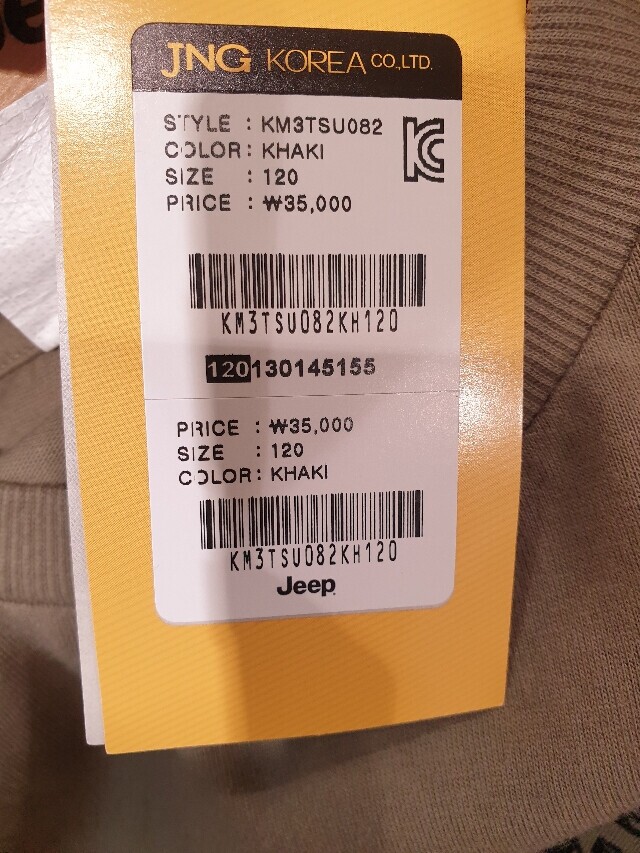 JNG KOREA CO.,LTD.
STYLE : KM3TSU082
COLOR : KHAKI
SIZE : 120
PRICE : ₩35,000
KM3TSU082KH120
120130145155
PRICE : ₩35,000
SIZE : 120
COLOR : KHAKI
KM3TSU082KH120
Jeep